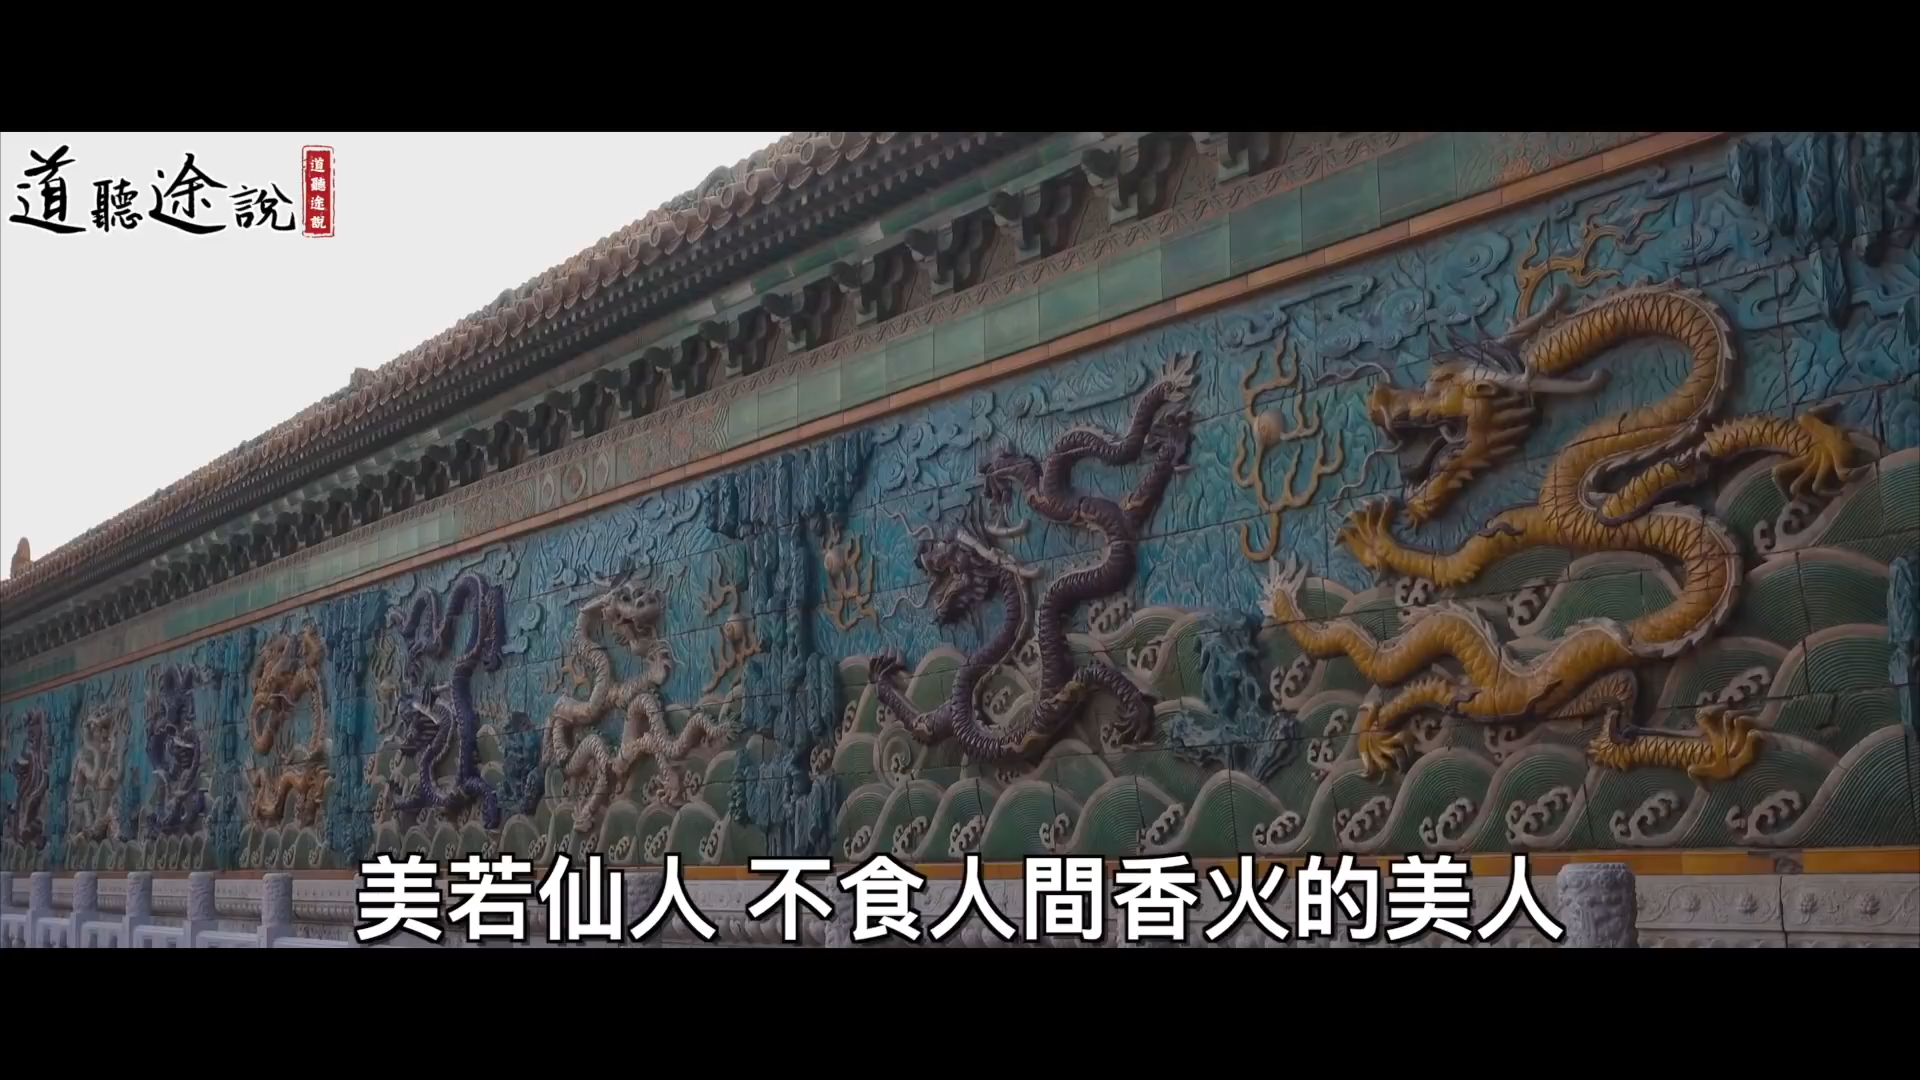 道聽途說
道聽途說
美若仙人 不食人間香火的美人